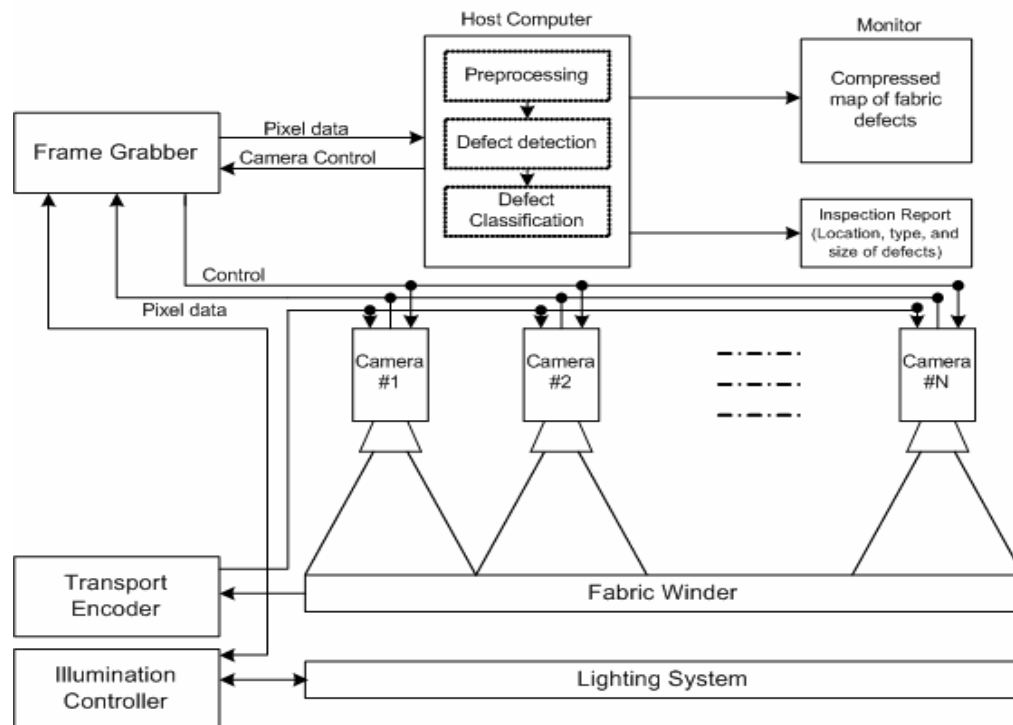 Host Computer
Monitor
Preprocessing
Compressed
map of fabric
defects
Pixel data
Frame Grabber
Defect detection
Camera Control
Defect
Classification
Inspection Report
(Location, type, and
size of defects)
Control
Pixel data
Camera
#1
Camera
#2
Camera
#N
Transport
Encoder
Fabric Winder
Illumination
Controller
Lighting System